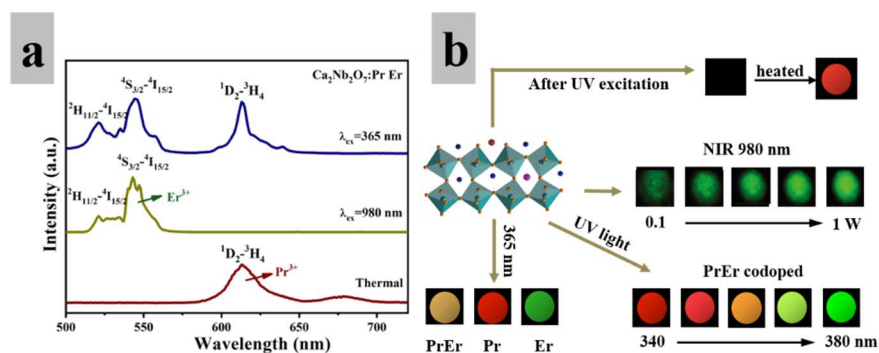 a
Ca₂Nb₂O₇:Pr Er
⁴S₃/₂-⁴I₁₅/₂
²H₁₁/₂-⁴I₁₅/₂
¹D₂-³H₄
λₑₓ=365 nm
⁴S₃/₂-⁴I₁₅/₂
²H₁₁/₂-⁴I₁₅/₂
Er³⁺
λₑₓ=980 nm
¹D₂-³H₄
Pr³⁺
Thermal
Intensity (a.u.)
500 550 600 650 700
Wavelength (nm)
b
After UV excitation
heated
NIR 980 nm
0.1 1 W
365 nm
UV light
PrEr codoped
340 380 nm
PrEr Pr Er